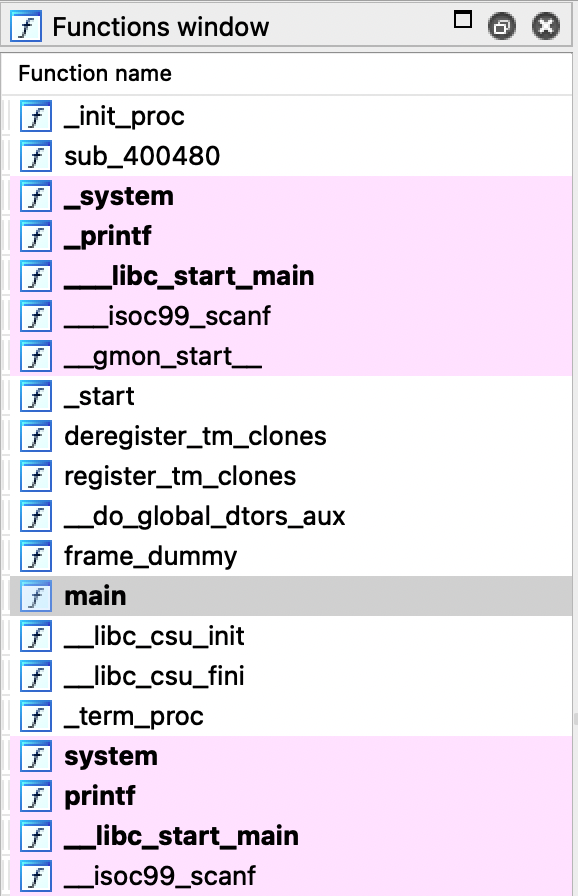 Functions window
Function name
_init_proc
sub_400480
_system
_printf
___libc_start_main
___isoc99_scanf
__gmon_start__
_start
deregister_tm_clones
register_tm_clones
__do_global_dtors_aux
frame_dummy
main
__libc_csu_init
__libc_csu_fini
_term_proc
system
printf
__libc_start_main
__isoc99_scanf